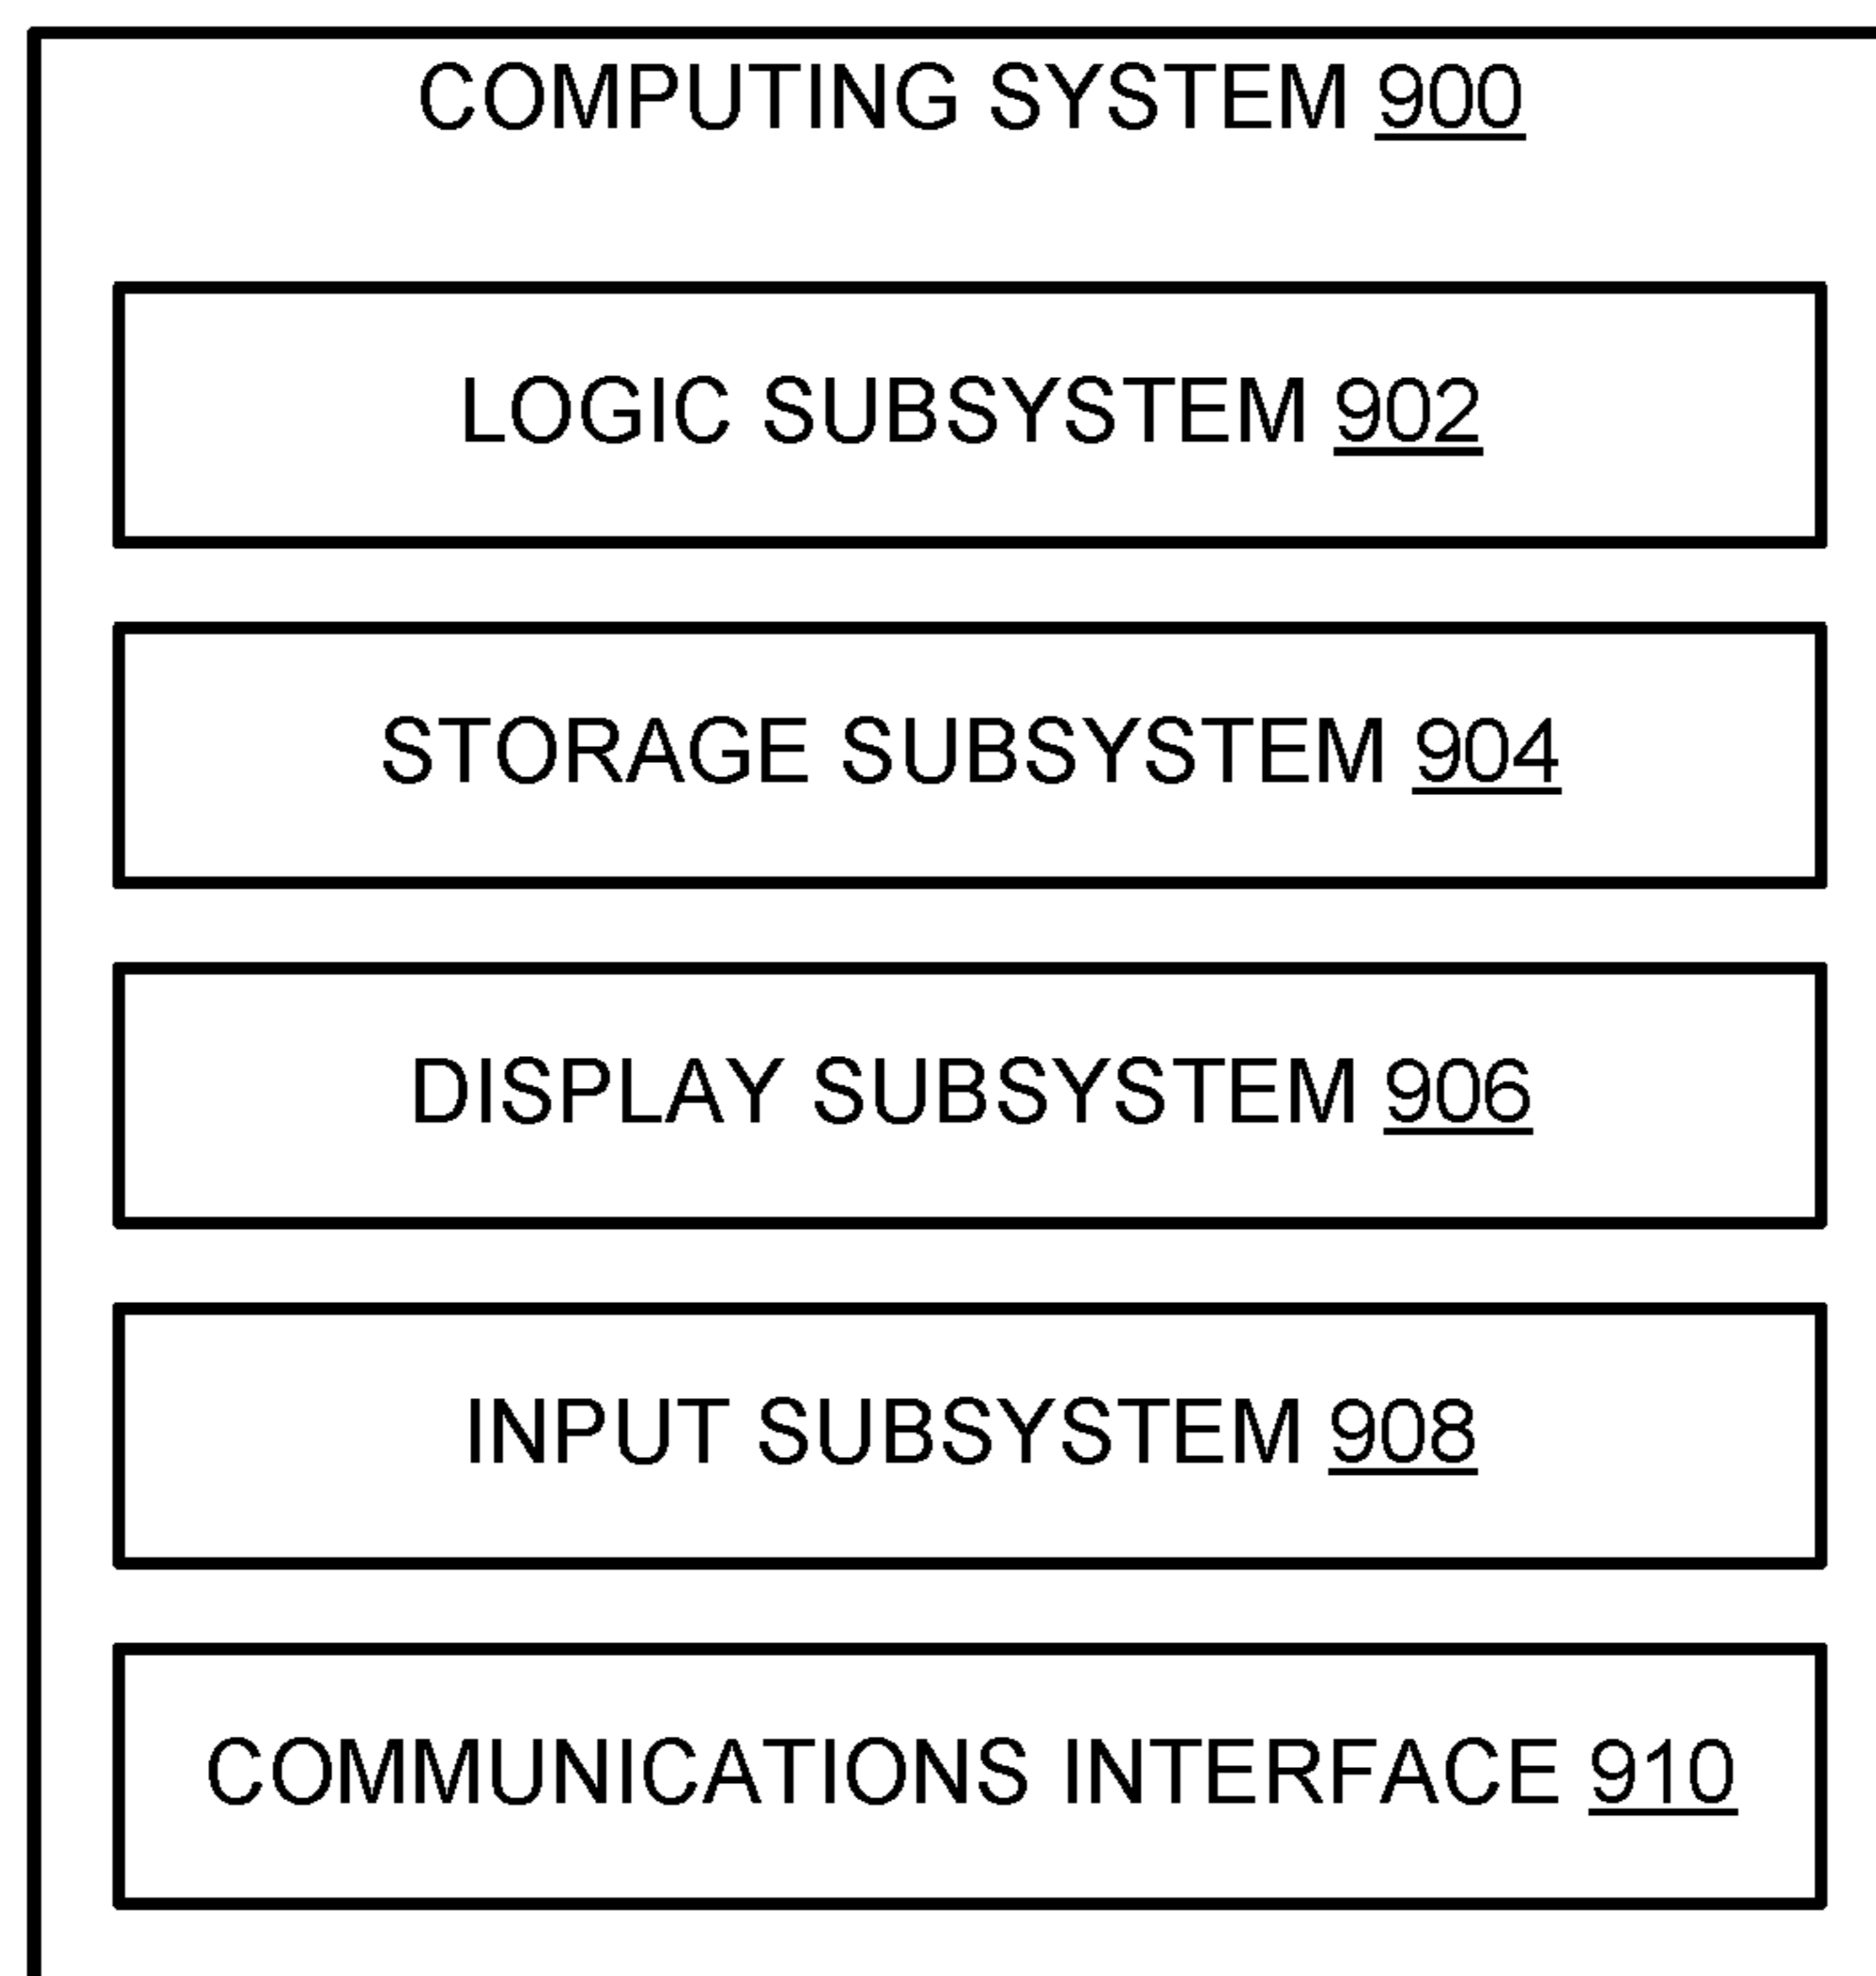 COMPUTING SYSTEM 900
LOGIC SUBSYSTEM 902
STORAGE SUBSYSTEM 904
DISPLAY SUBSYSTEM 906
INPUT SUBSYSTEM 908
COMMUNICATIONS INTERFACE 910